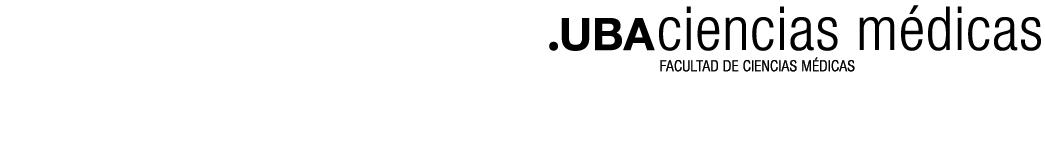 .UBAciencias médicas
FACULTAD DE CIENCIAS MÉDICAS